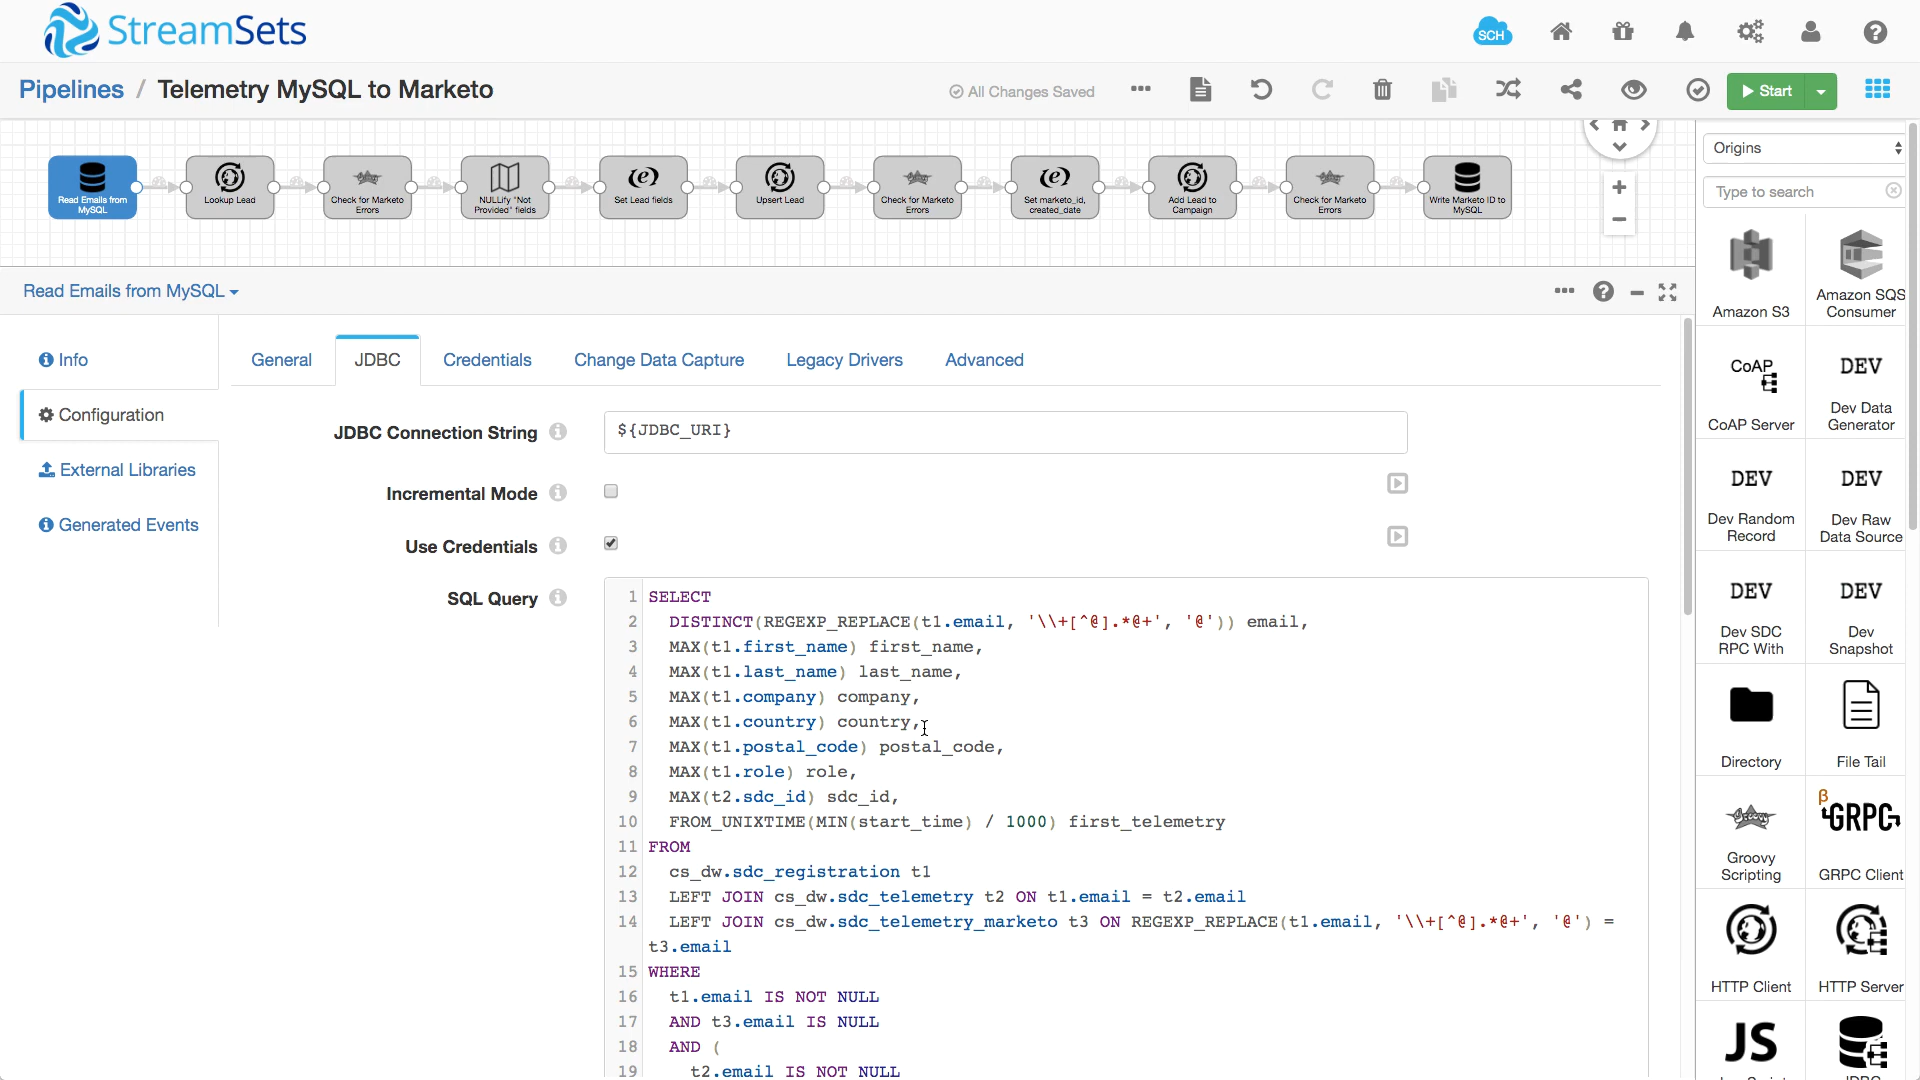 StreamSets
SCH
Pipelines / Telemetry MySQL to Marketo
All Changes Saved
Start
Read Emails from
MySQL
Lookup Lead
Check for Marketo
Errors
NULLify "Not
Provided" fields
Set Lead fields
Upsert Lead
Check for Marketo
Errors
Set marketo_id,
created_date
Add Lead to
Campaign
Check for Marketo
Errors
Write Marketo ID to
MySQL
Read Emails from MySQL
Info
Configuration
External Libraries
Generated Events
General
JDBC
Credentials
Change Data Capture
Legacy Drivers
Advanced
JDBC Connection String
${JDBC_URI}
Incremental Mode
Use Credentials
SQL Query
1 SELECT
2 DISTINCT(REGEXP_REPLACE(t1.email, '\\+[^@].*@+', '@')) email,
3 MAX(t1.first_name) first_name,
4 MAX(t1.last_name) last_name,
5 MAX(t1.company) company,
6 MAX(t1.country) country,
7 MAX(t1.postal_code) postal_code,
8 MAX(t1.role) role,
9 MAX(t2.sdc_id) sdc_id,
10 FROM_UNIXTIME(MIN(start_time) / 1000) first_telemetry
11 FROM
12 cs_dw.sdc_registration t1
13 LEFT JOIN cs_dw.sdc_telemetry t2 ON t1.email = t2.email
14 LEFT JOIN cs_dw.sdc_telemetry_marketo t3 ON REGEXP_REPLACE(t1.email, '\\+[^@].*@+', '@') =
t3.email
15 WHERE
16 t1.email IS NOT NULL
17 AND t3.email IS NULL
18 AND (
19 t2.email IS NOT NULL
Origins
Type to search
Amazon S3
Amazon SQS
Consumer
CoAP
CoAP Server
DEV
Dev Data
Generator
DEV
Dev Random
Record
DEV
Dev Raw
Data Source
DEV
Dev SDC
RPC With
DEV
Dev
Snapshot
Directory
File Tail
Groovy
Scripting
β
GRPC
GRPC Client
HTTP Client
HTTP Server
JS